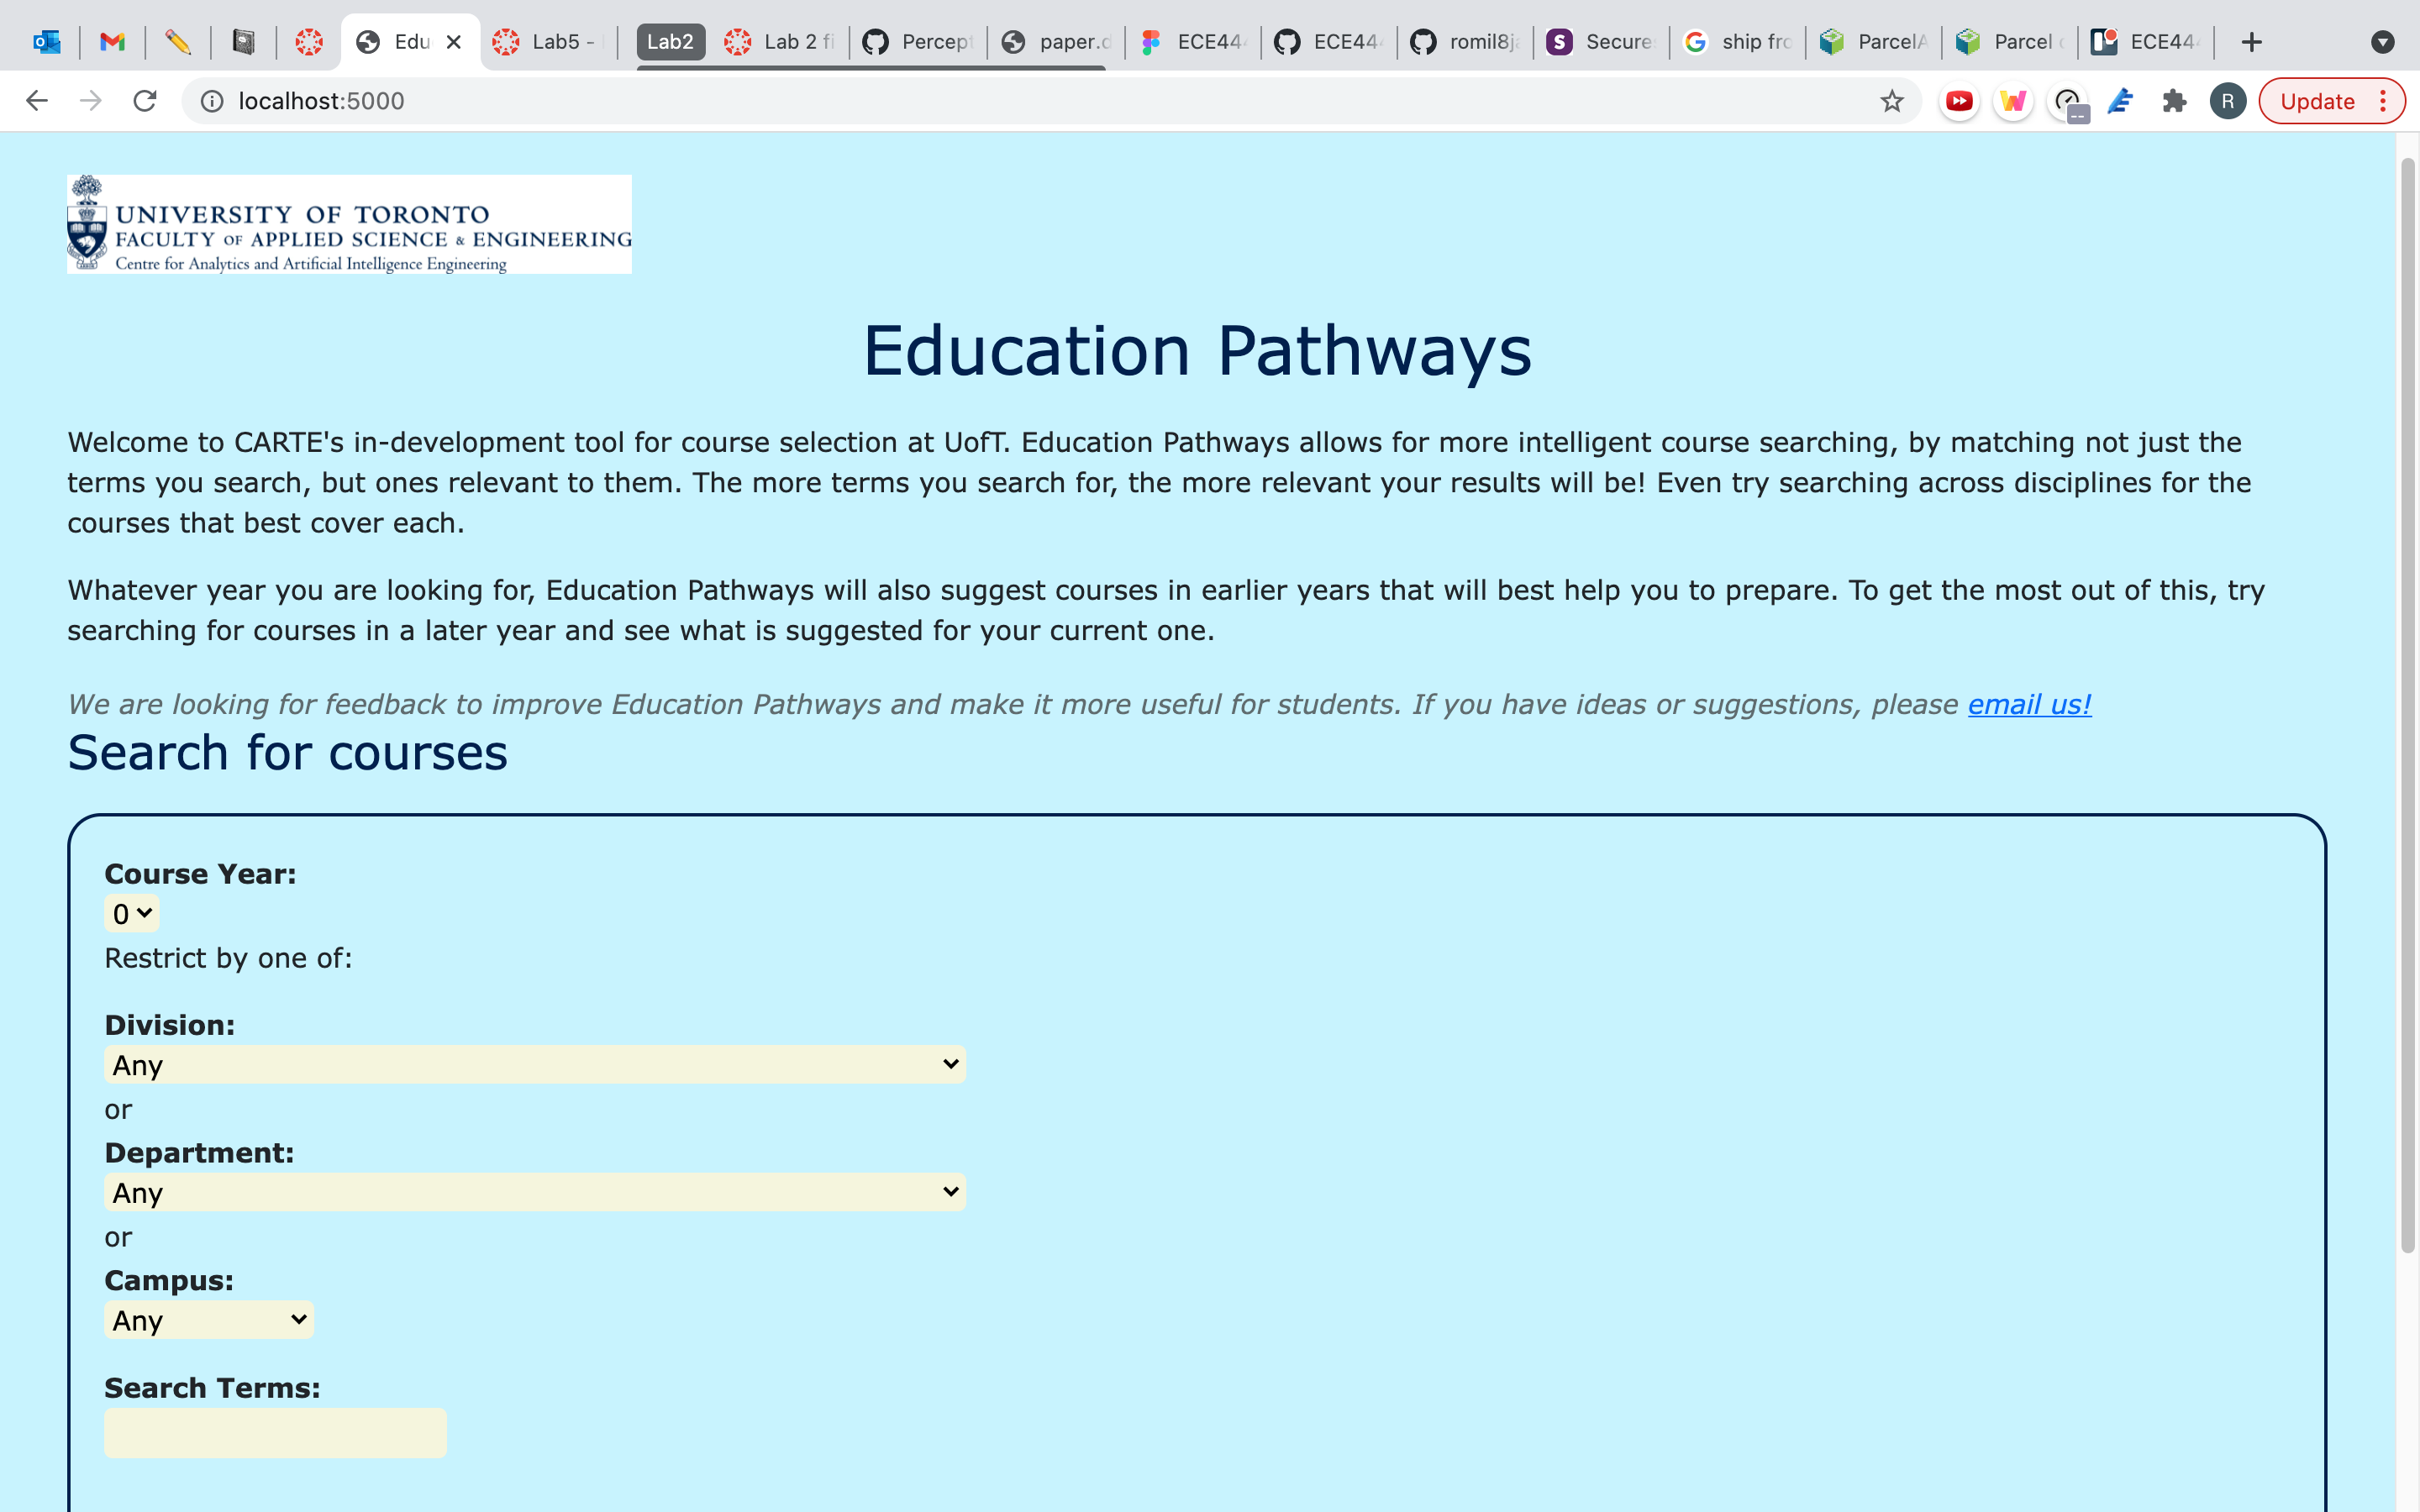 Edu
Lab5 -
Lab2
Lab 2 fi
Percept
paper.d
ECE444
ECE444
romil8ja
Secure
ship fro
ParcelA
Parcel
ECE444
localhost:5000
R
Update
UNIVERSITY OF TORONTO
FACULTY OF APPLIED SCIENCE & ENGINEERING
Centre for Analytics and Artificial Intelligence Engineering
Education Pathways
Welcome to CARTE's in-development tool for course selection at UofT. Education Pathways allows for more intelligent course searching, by matching not just the
terms you search, but ones relevant to them. The more terms you search for, the more relevant your results will be! Even try searching across disciplines for the
courses that best cover each.
Whatever year you are looking for, Education Pathways will also suggest courses in earlier years that will best help you to prepare. To get the most out of this, try
searching for courses in a later year and see what is suggested for your current one.
We are looking for feedback to improve Education Pathways and make it more useful for students. If you have ideas or suggestions, please email us!
Search for courses
Course Year:
0
Restrict by one of:
Division:
Any
or
Department:
Any
or
Campus:
Any
Search Terms: